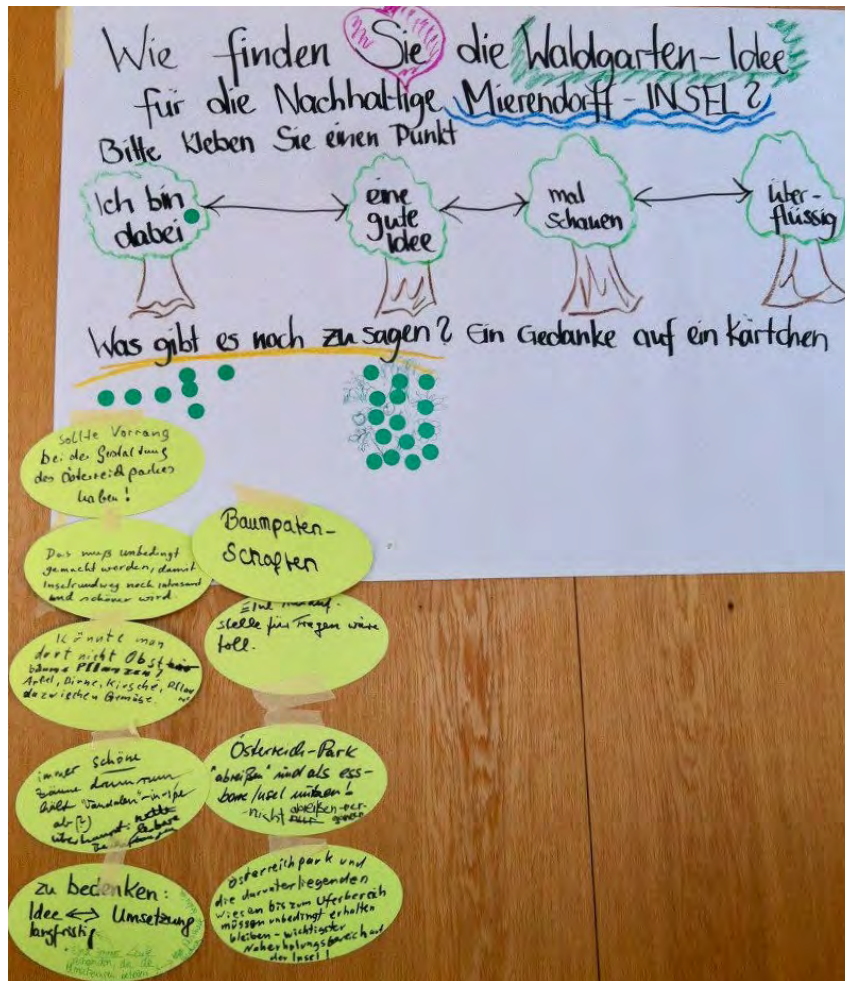 Wie finden Sie die Waldgarten-Idee
für die Nachhaltige Mierendorff-INSEL?
Bitte kleben Sie einen Punkt
Ich bin
dabei
eine
gute
Idee
mal
schauen
über-
flüssig
Was gibt es noch zu sagen? Ein Gedanke auf ein Kärtchen
Sollte Vorrang
bei der Gestaltung
des Österreichparkes
haben!
Das muß unbedingt
gemacht werden, damit
Inselrundweg noch
und schöner wird.
Könnte man
dort nicht Obst
bäume Pflanzen?
Apfel, Birne, Kirsche,
dazwischen Gemüse.
immer schöne
Bäume
ab (?)
überhaupt:
zu bedenken:
Idee <-> Umsetzung
langfristig
Baumpaten-
Schaften
Eine
stelle für Fragen wäre
toll.
Österreich-Park
"abreißen" und als ess-
bare Insel nutzen!
-nicht abreißen
Österreichpark und
die darunterliegenden
Wiesen bis zum Uferbereich
müssen unbedingt erhalten
bleiben - wichtigster
Naherholungsbereich auf
der Insel!